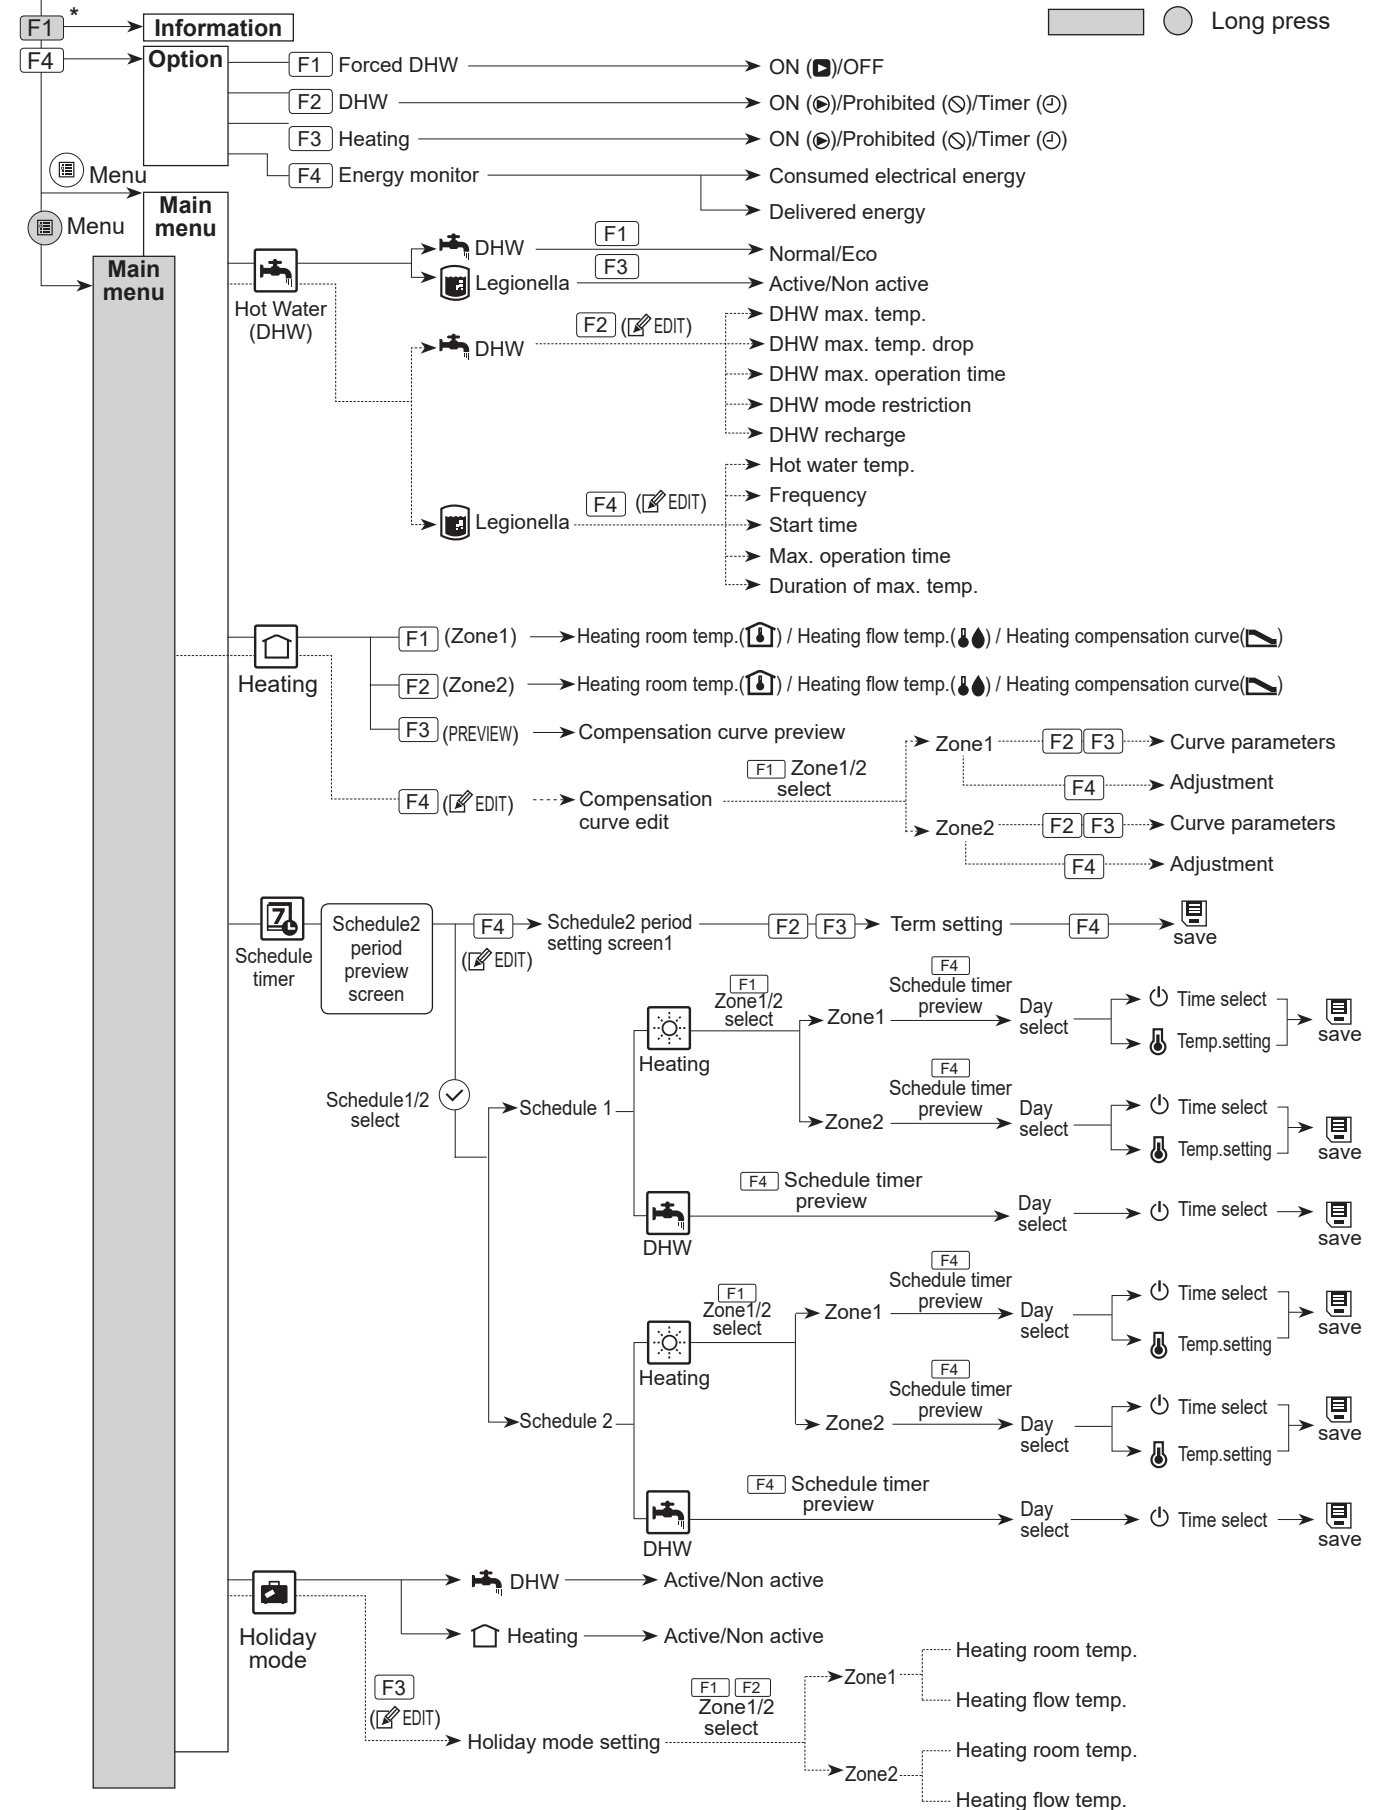 F1 * Information
Long press
F4 Option
F1 Forced DHW ON ( )/OFF
F2 DHW ON ( )/Prohibited ( )/Timer ( )
F3 Heating ON ( )/Prohibited ( )/Timer ( )
F4 Energy monitor Consumed electrical energy
Delivered energy
Menu
Main
menu
Menu
Main
menu
Hot Water
(DHW)
DHW F1 Normal/Eco
Legionella F3 Active/Non active
DHW F2 ( EDIT)
DHW max. temp.
DHW max. temp. drop
DHW max. operation time
DHW mode restriction
DHW recharge
Legionella F4 ( EDIT)
Hot water temp.
Frequency
Start time
Max. operation time
Duration of max. temp.
Heating
F1 (Zone1) Heating room temp.( ) / Heating flow temp.( ) / Heating compensation curve( )
F2 (Zone2) Heating room temp.( ) / Heating flow temp.( ) / Heating compensation curve( )
F3 (PREVIEW) Compensation curve preview
F4 ( EDIT) Compensation
curve edit
F1 Zone1/2
select
Zone1 F2 F3 Curve parameters
F4 Adjustment
Zone2 F2 F3 Curve parameters
F4 Adjustment
7
Schedule
timer
Schedule2
period
preview
screen
F4
( EDIT)
Schedule2 period
setting screen1
F2 F3 Term setting F4 save
Schedule1/2
select
Schedule 1
Heating
F1
Zone1/2
select
Zone1
F4
Schedule timer
preview
Day
select
Time select
Temp.setting
save
Zone2
F4
Schedule timer
preview
Day
select
Time select
Temp.setting
save
DHW
F4 Schedule timer
preview
Day
select
Time select
save
Schedule 2
Heating
F1
Zone1/2
select
Zone1
F4
Schedule timer
preview
Day
select
Time select
Temp.setting
save
Zone2
F4
Schedule timer
preview
Day
select
Time select
Temp.setting
save
DHW
F4 Schedule timer
preview
Day
select
Time select
save
Holiday
mode
DHW Active/Non active
Heating Active/Non active
F3
( EDIT)
Holiday mode setting
F1 F2
Zone1/2
select
Zone1
Heating room temp.
Heating flow temp.
Zone2
Heating room temp.
Heating flow temp.